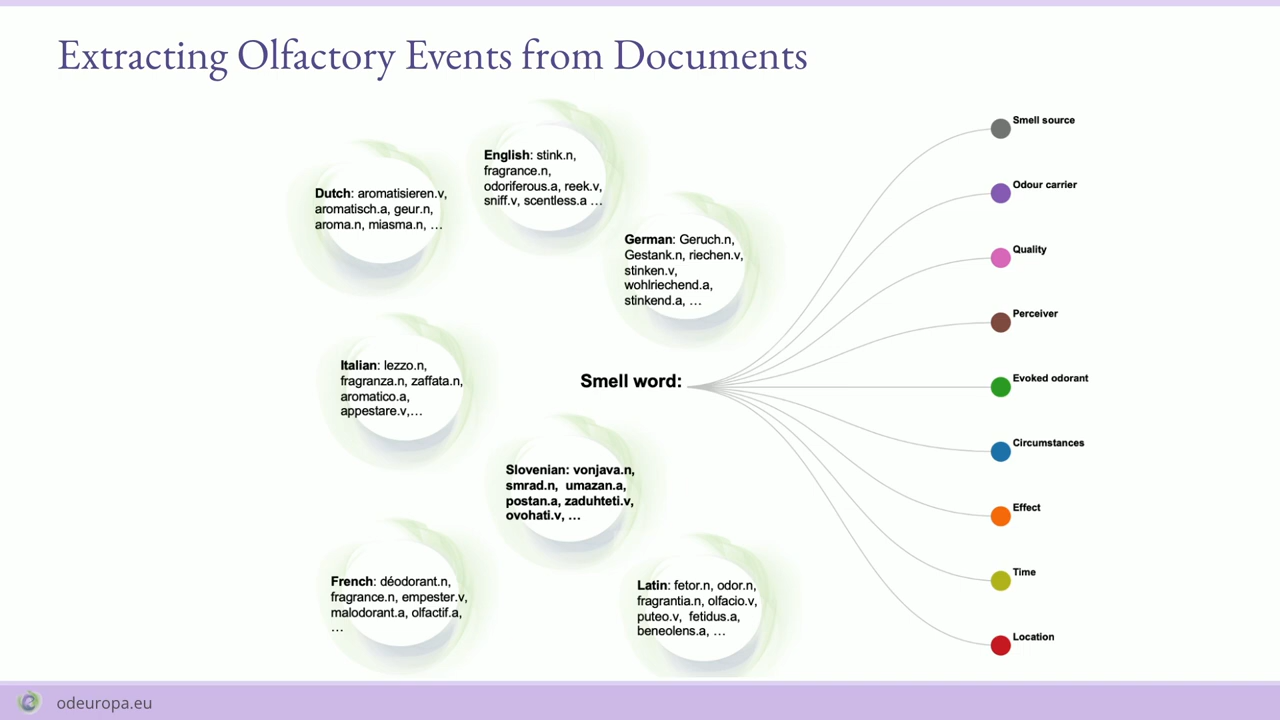 Extracting Olfactory Events from Documents
English: stink.n,
fragrance.n,
odoriferous.a, reek.v,
sniff.v, scentless.a …
Dutch: aromatisieren.v,
aromatisch.a, geur.n,
aroma.n, miasma.n, …
German: Geruch.n,
Gestank.n, riechen.v,
stinken.v,
wohlriechend.a,
stinkend.a, …
Italian: lezzo.n,
fragranza.n, zaffata.n,
aromatico.a,
appestare.v,…
Smell word:
Slovenian: vonjava.n,
smrad.n, umazan.a,
postan.a, zaduhteti.v,
ovohati.v, …
French: déodorant.n,
fragrance.n, empester.v,
malodorant.a, olfactif.a,
…
Latin: fetor.n, odor.n,
fragrantia.n, olfacio.v,
puteo.v, fetidus.a,
beneolens.a, …
Smell source
Odour carrier
Quality
Perceiver
Evoked odorant
Circumstances
Effect
Time
Location
odeuropa.eu